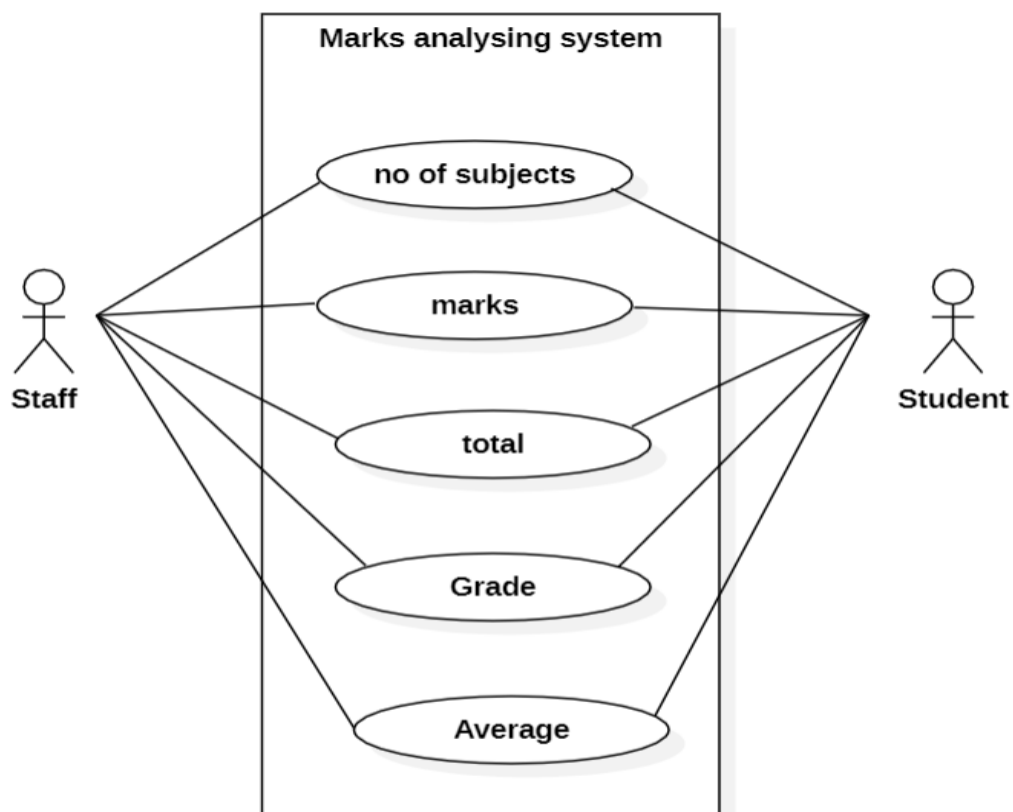 Marks analysing system
no of subjects
marks
Staff
Student
total
Grade
Average